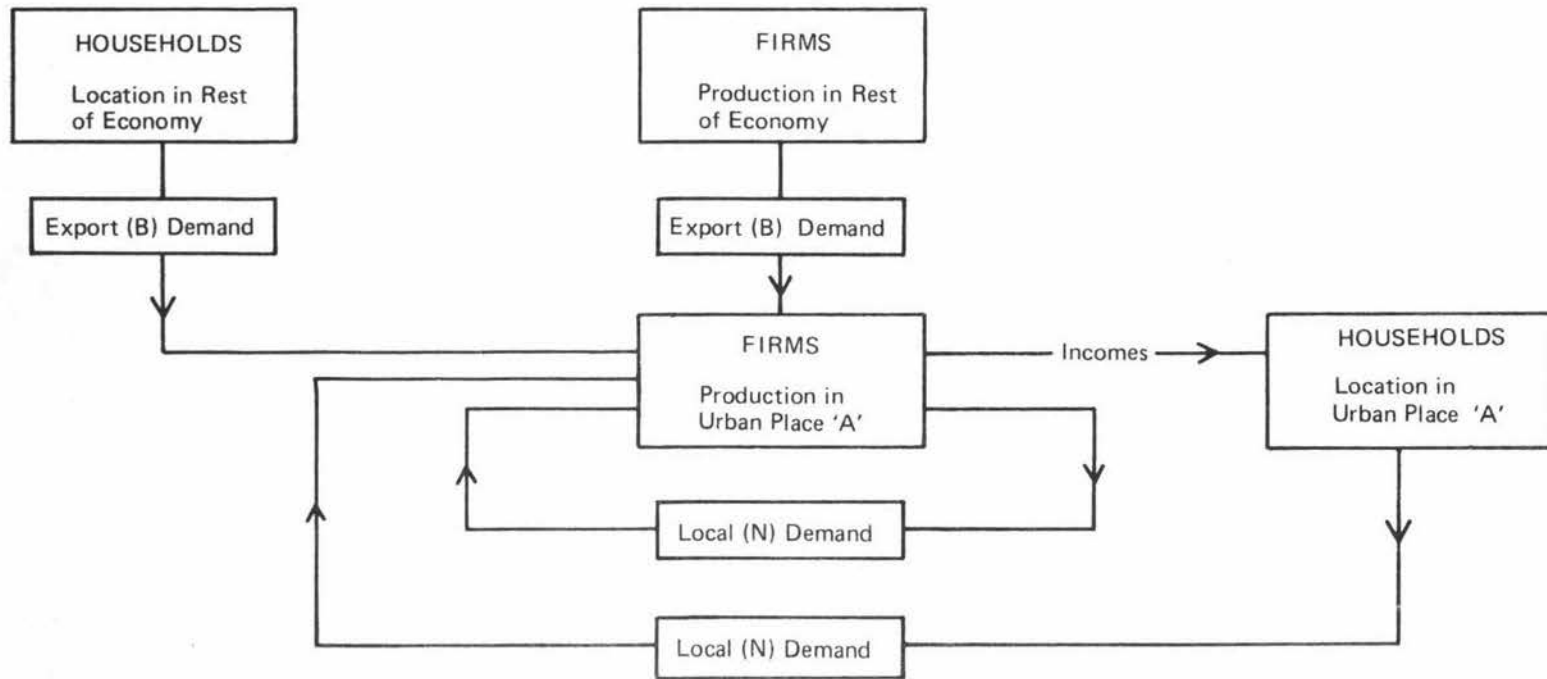 HOUSEHOLDS
Location in Rest
of Economy
FIRMS
Production in Rest
of Economy
Export (B) Demand
Export (B) Demand
FIRMS
Production in
Urban Place 'A'
Incomes
HOUSEHOLDS
Location in
Urban Place 'A'
Local (N) Demand
Local (N) Demand